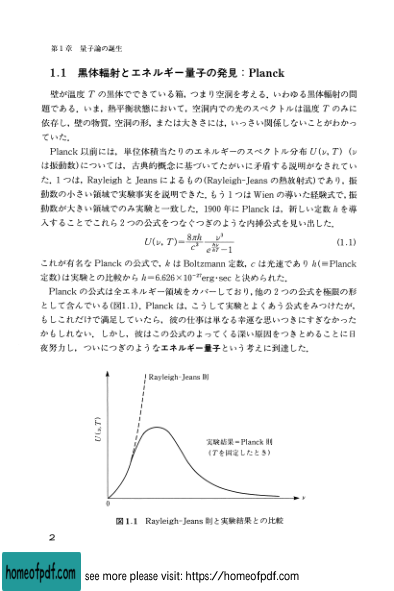 第1章 量子論の誕生
1.1 黒体輻射とエネルギー量子の発見：Planck
壁が温度 T の黒体でできている箱，つまり空洞を考える．いわゆる黒体輻射の問
題である．いま，熱平衡状態において，空洞内での光のスペクトルは温度 T のみに
依存し，壁の物質，空洞の形，または大きさには，いっさい関係しないことがわかっ
ていた．
Planck 以前には，単位体積当たりのエネルギーのスペクトル分布 U(ν, T) (ν
は振動数)については，古典的概念に基づいてたがいに矛盾する説明がなされてい
た．1つは，Rayleigh と Jeans によるもの(Rayleigh-Jeans の熱放射式)であり，振
動数の小さい領域で実験事実を説明できた．もう1つは Wien の導いた経験式で，振
動数が大きい領域でのみ実験と一致した．1900 年に Planck は，新しい定数 h を導
入することでこれら2つの公式をつなぐつぎのような内挿公式を見い出した．
U(ν, T)=8πh/c³ ν³/(e^(hν/kT)−1) (1.1)
これが有名な Planck の公式で，k は Boltzmann 定数，c は光速であり h(≡Planck
定数)は実験との比較から h=6.626×10⁻²⁷erg·sec と決められた．
Planck の公式は全エネルギー領域をカバーしており，他の2つの公式を極限の形
として含んでいる(図1.1)．Planck は，こうして実験とよくあう公式をみつけたが，
もしこれだけで満足していたら，彼の仕事は単なる幸運な思いつきにすぎなかった
かもしれない．しかし，彼はこの公式のよってくる深い原因をつきとめることに日
夜努力し，ついにつぎのようなエネルギー量子という考えに到達した．
Rayleigh-Jeans 則
U(ν,T)
実験結果＝Planck 則
(T を固定したとき)
0
ν
図1.1 Rayleigh-Jeans 則と実験結果との比較
2
homeofpdf.com
see more please visit: https://homeofpdf.com